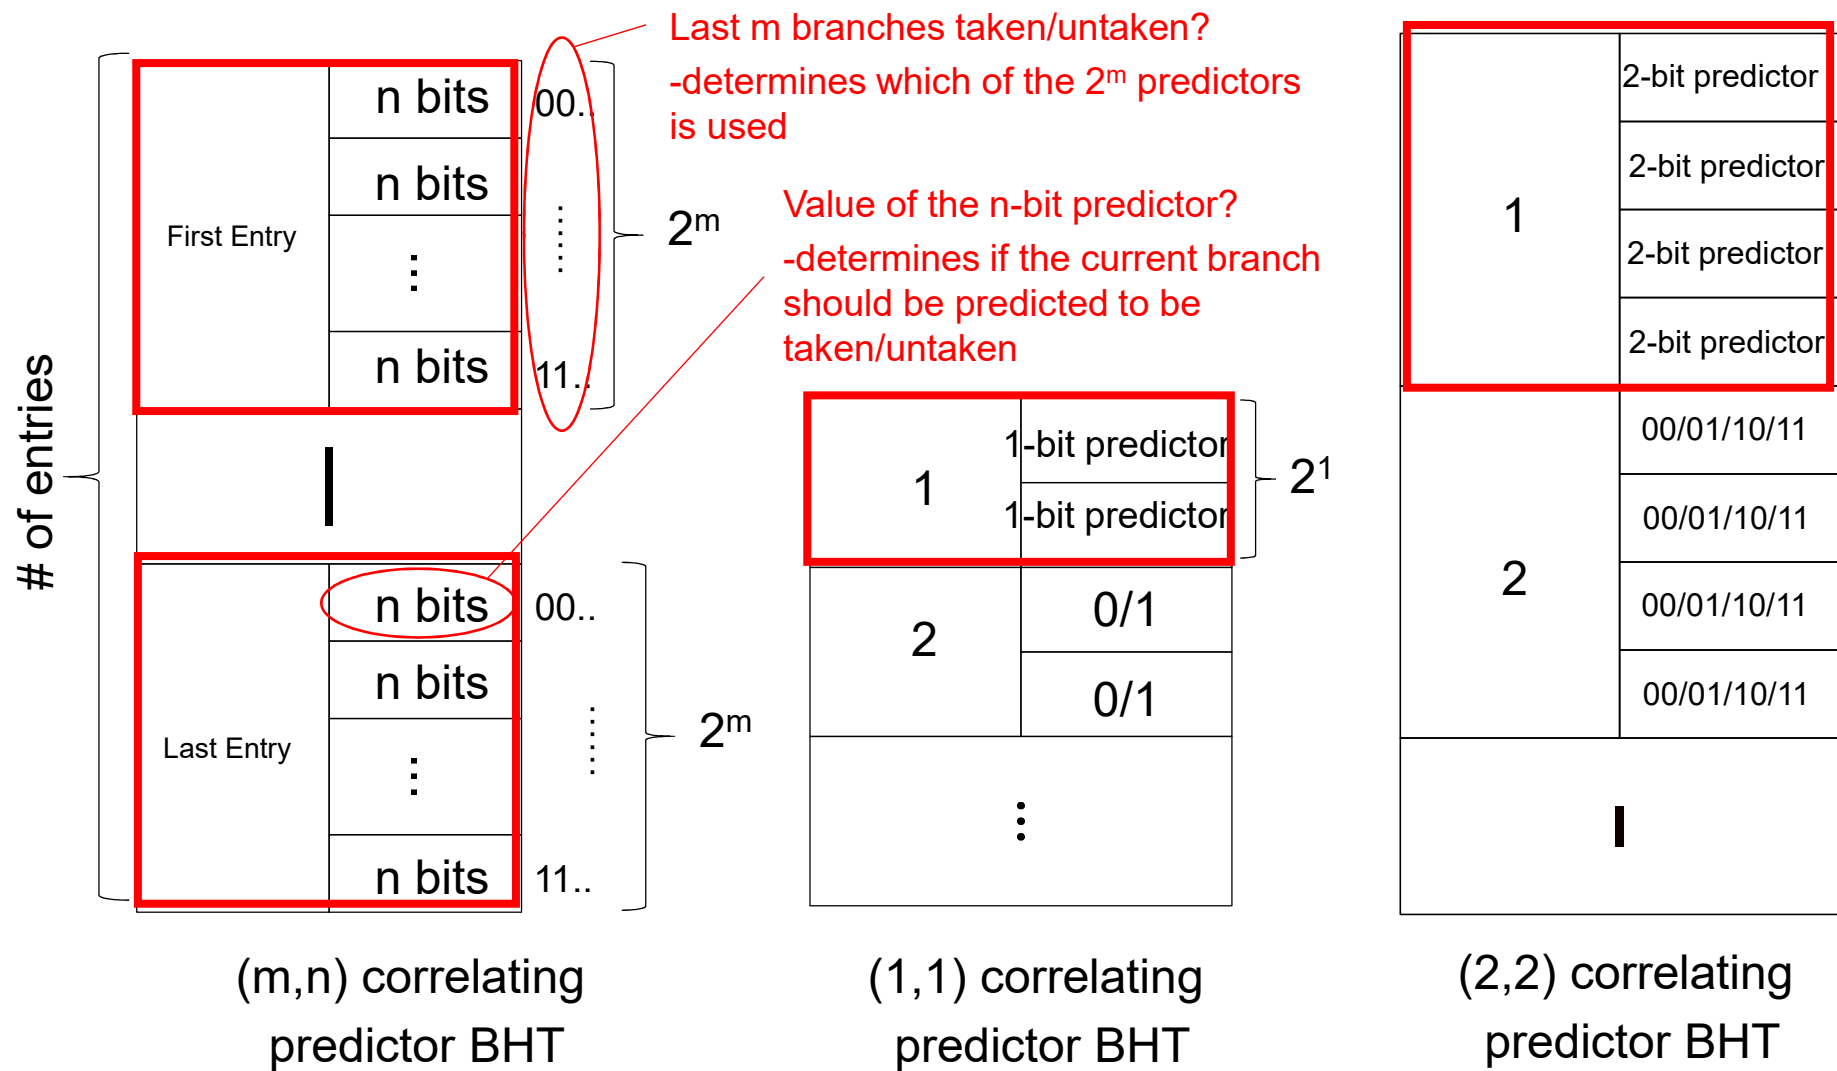 # of entries
First Entry
n bits
00..
n bits
⋮
......
n bits
11..
2ᵐ
Last Entry
n bits
00..
n bits
⋮
......
n bits
11..
2ᵐ
(m,n) correlating
predictor BHT
Last m branches taken/untaken?
-determines which of the 2ᵐ predictors
is used
Value of the n-bit predictor?
-determines if the current branch
should be predicted to be
taken/untaken
1
1-bit predictor
1-bit predictor
2¹
2
0/1
0/1
⋮
(1,1) correlating
predictor BHT
1
2-bit predictor
2-bit predictor
2-bit predictor
2-bit predictor
2
00/01/10/11
00/01/10/11
00/01/10/11
00/01/10/11
(2,2) correlating
predictor BHT